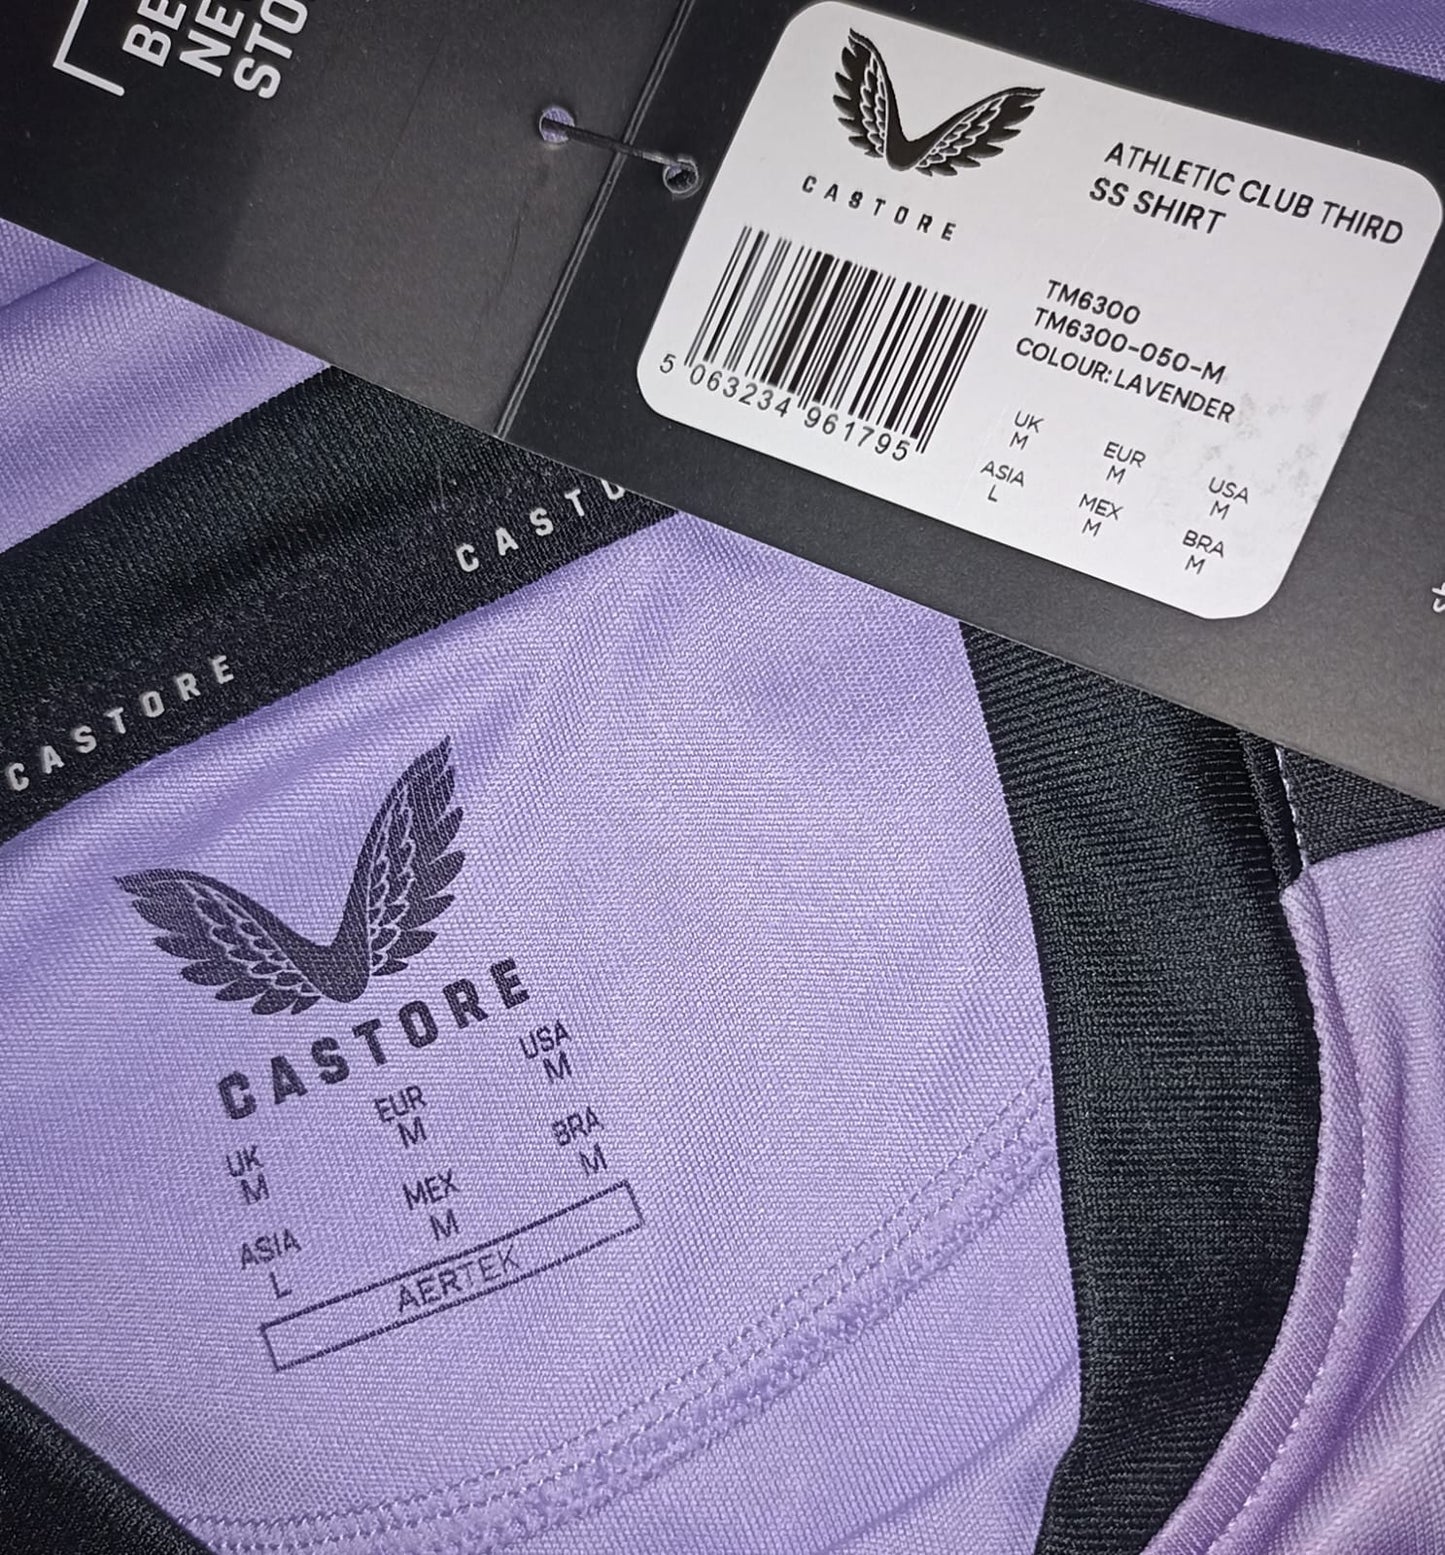 CASTORE
ATHLETIC CLUB THIRD
SS SHIRT
TM6300
TM6300-050-M
COLOUR: LAVENDER
5 063234 961795
UK EUR USA
M M M
ASIA MEX BRA
L M M
CASTORE
CASTORE
UK EUR USA
M M M
ASIA MEX BRA
L M M
AERTEK